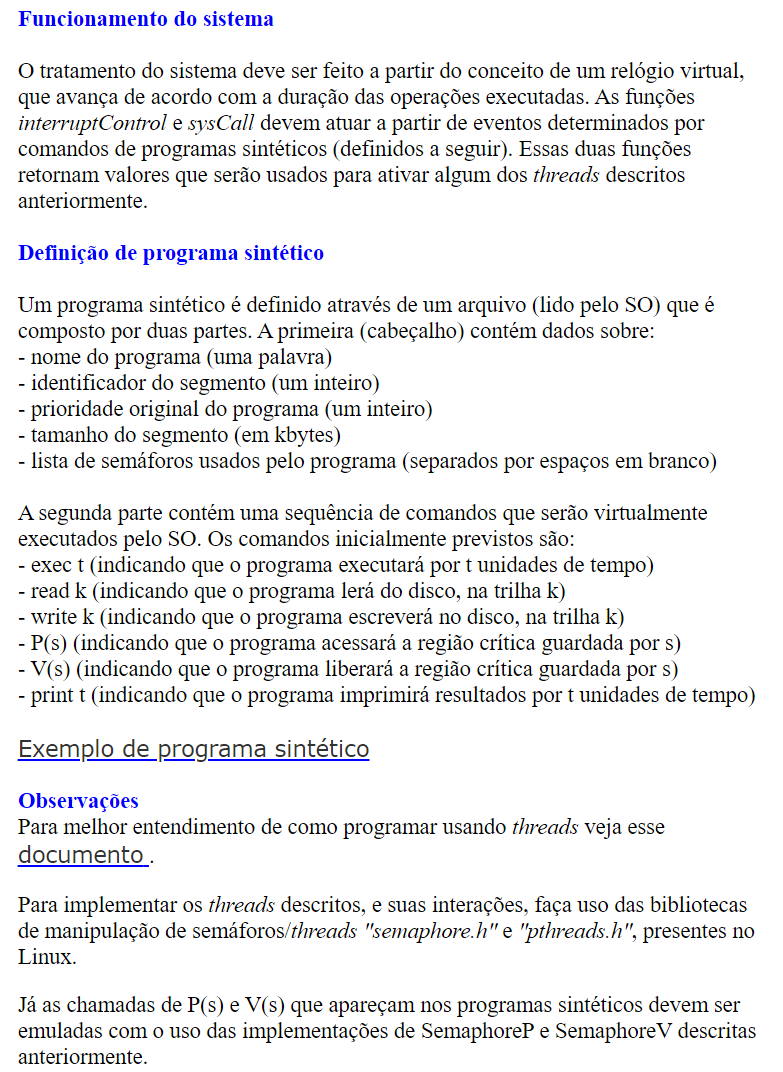 Funcionamento do sistema
O tratamento do sistema deve ser feito a partir do conceito de um relógio virtual,
que avança de acordo com a duração das operações executadas. As funções
interruptControl e sysCall devem atuar a partir de eventos determinados por
comandos de programas sintéticos (definidos a seguir). Essas duas funções
retornam valores que serão usados para ativar algum dos threads descritos
anteriormente.
Definição de programa sintético
Um programa sintético é definido através de um arquivo (lido pelo SO) que é
composto por duas partes. A primeira (cabeçalho) contém dados sobre:
- nome do programa (uma palavra)
- identificador do segmento (um inteiro)
- prioridade original do programa (um inteiro)
- tamanho do segmento (em kbytes)
- lista de semáforos usados pelo programa (separados por espaços em branco)
A segunda parte contém uma sequência de comandos que serão virtualmente
executados pelo SO. Os comandos inicialmente previstos são:
- exec t (indicando que o programa executará por t unidades de tempo)
- read k (indicando que o programa lerá do disco, na trilha k)
- write k (indicando que o programa escreverá no disco, na trilha k)
- P(s) (indicando que o programa acessará a região crítica guardada por s)
- V(s) (indicando que o programa liberará a região crítica guardada por s)
- print t (indicando que o programa imprimirá resultados por t unidades de tempo)
Exemplo de programa sintético
Observações
Para melhor entendimento de como programar usando threads veja esse
documento .
Para implementar os threads descritos, e suas interações, faça uso das bibliotecas
de manipulação de semáforos/threads "semaphore.h" e "pthreads.h", presentes no
Linux.
Já as chamadas de P(s) e V(s) que apareçam nos programas sintéticos devem ser
emuladas com o uso das implementações de SemaphoreP e SemaphoreV descritas
anteriormente.